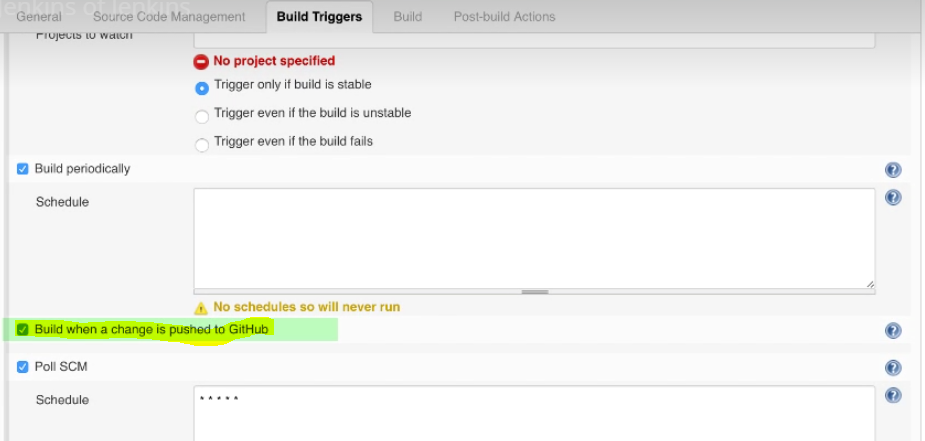 jenkins of jenkins
General Source Code Management Build Triggers Build Post-build Actions
Projects to watch
No project specified
Trigger only if build is stable
Trigger even if the build is unstable
Trigger even if the build fails
Build periodically
Schedule
No schedules so will never run
Build when a change is pushed to GitHub
Poll SCM
Schedule
* * * * *